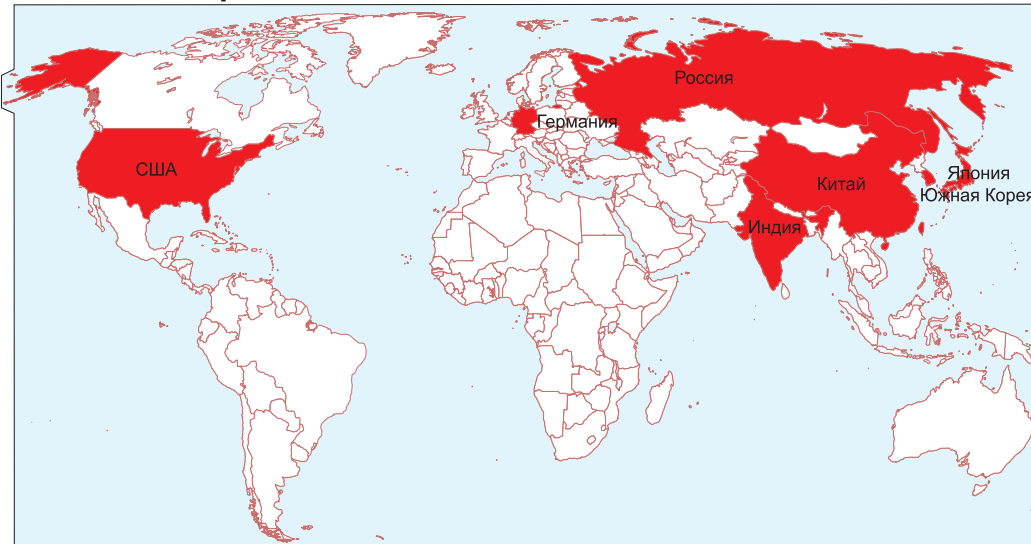 Россия
Германия
США
Китай
Япония
Южная Корея
Индия